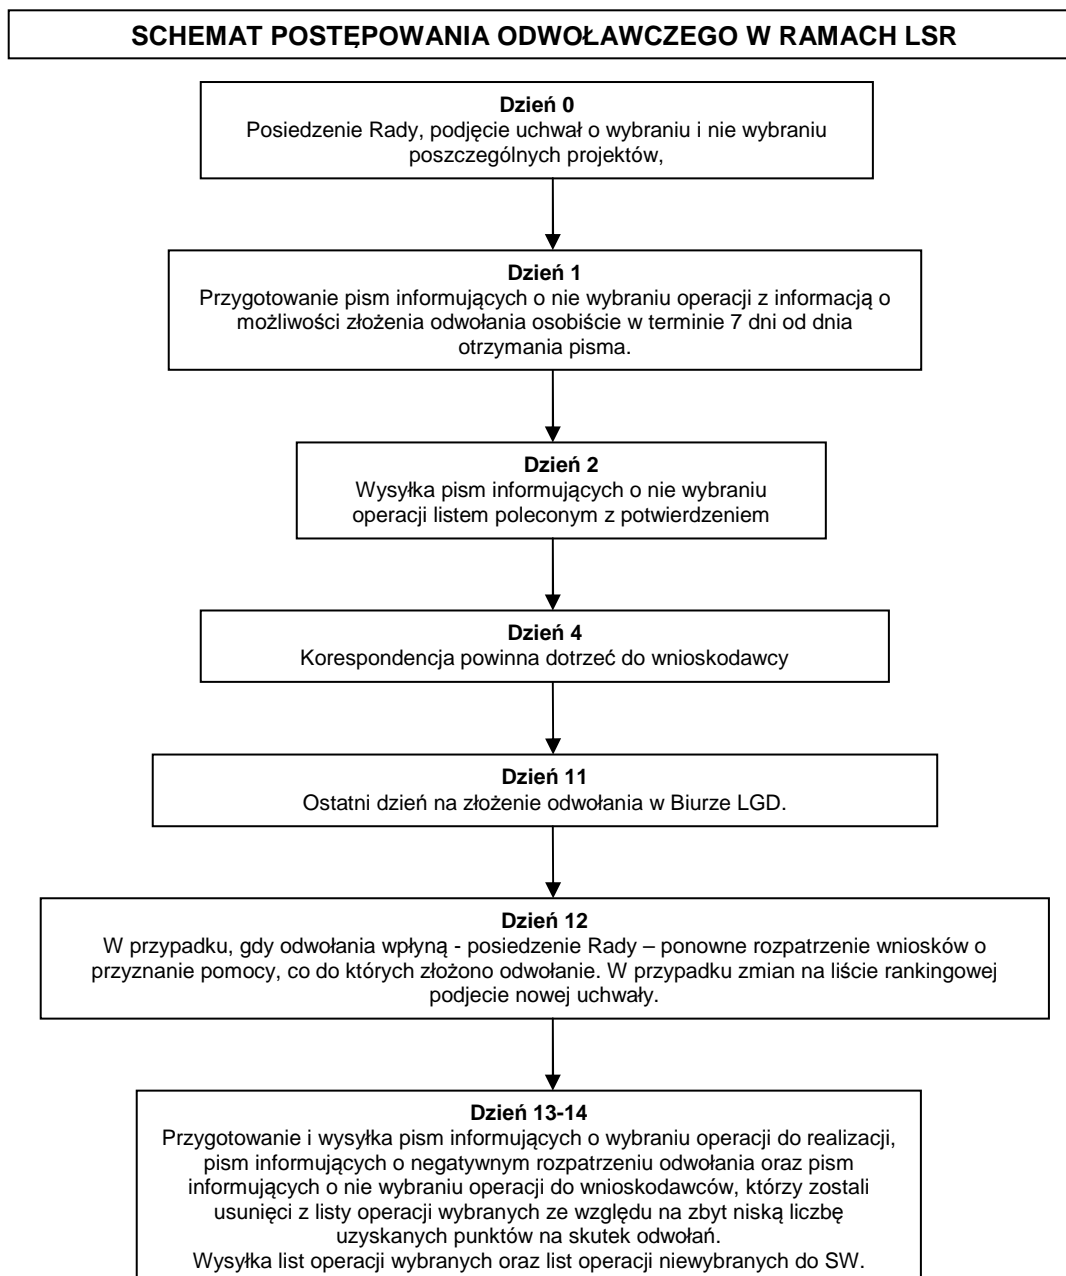 SCHEMAT POSTĘPOWANIA ODWOŁAWCZEGO W RAMACH LSR
Dzień 0
Posiedzenie Rady, podjęcie uchwał o wybraniu i nie wybraniu
poszczególnych projektów,
Dzień 1
Przygotowanie pism informujących o nie wybraniu operacji z informacją o
możliwości złożenia odwołania osobiście w terminie 7 dni od dnia
otrzymania pisma.
Dzień 2
Wysyłka pism informujących o nie wybraniu
operacji listem poleconym z potwierdzeniem
Dzień 4
Korespondencja powinna dotrzeć do wnioskodawcy
Dzień 11
Ostatni dzień na złożenie odwołania w Biurze LGD.
Dzień 12
W przypadku, gdy odwołania wpłyną - posiedzenie Rady – ponowne rozpatrzenie wniosków o
przyznanie pomocy, co do których złożono odwołanie. W przypadku zmian na liście rankingowej
podjecie nowej uchwały.
Dzień 13-14
Przygotowanie i wysyłka pism informujących o wybraniu operacji do realizacji,
pism informujących o negatywnym rozpatrzeniu odwołania oraz pism
informujących o nie wybraniu operacji do wnioskodawców, którzy zostali
usunięci z listy operacji wybranych ze względu na zbyt niską liczbę
uzyskanych punktów na skutek odwołań.
Wysyłka list operacji wybranych oraz list operacji niewybranych do SW.